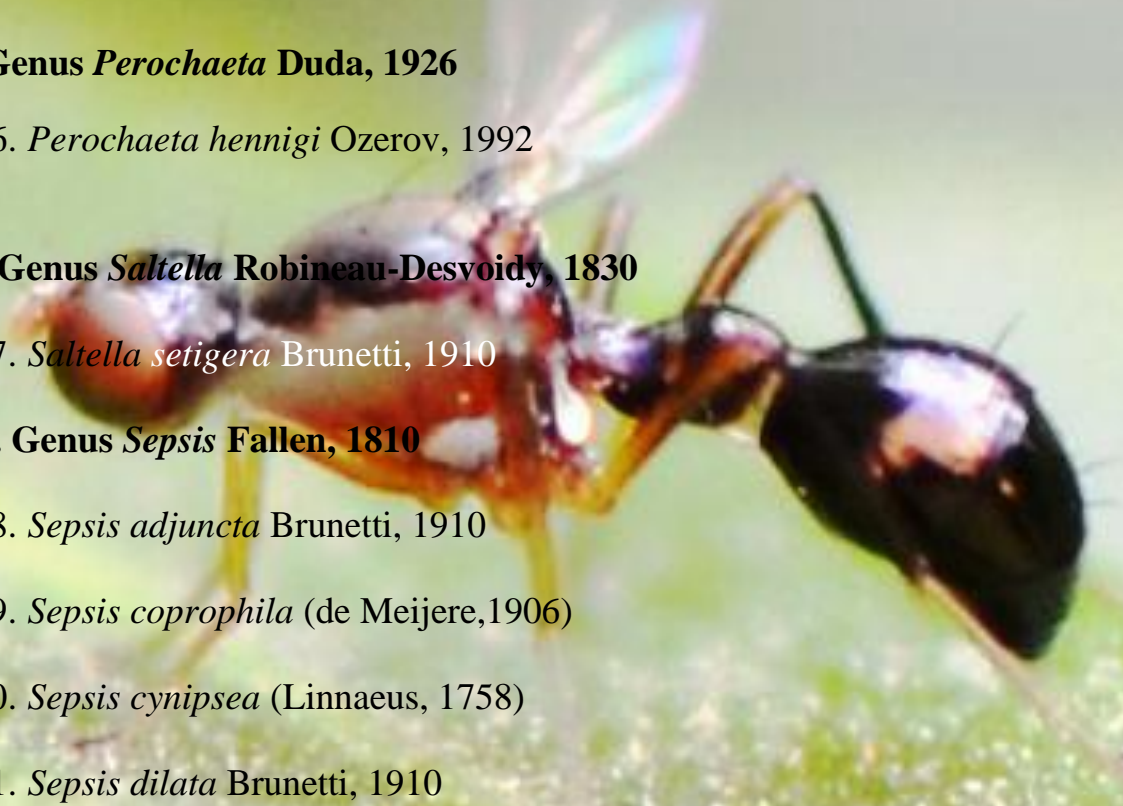 Genus Perochaeta Duda, 1926
6. Perochaeta hennigi Ozerov, 1992
Genus Saltella Robineau-Desvoidy, 1830
7. Saltella setigera Brunetti, 1910
. Genus Sepsis Fallen, 1810
8. Sepsis adjuncta Brunetti, 1910
9. Sepsis coprophila (de Meijere,1906)
0. Sepsis cynipsea (Linnaeus, 1758)
1. Sepsis dilata Brunetti, 1910